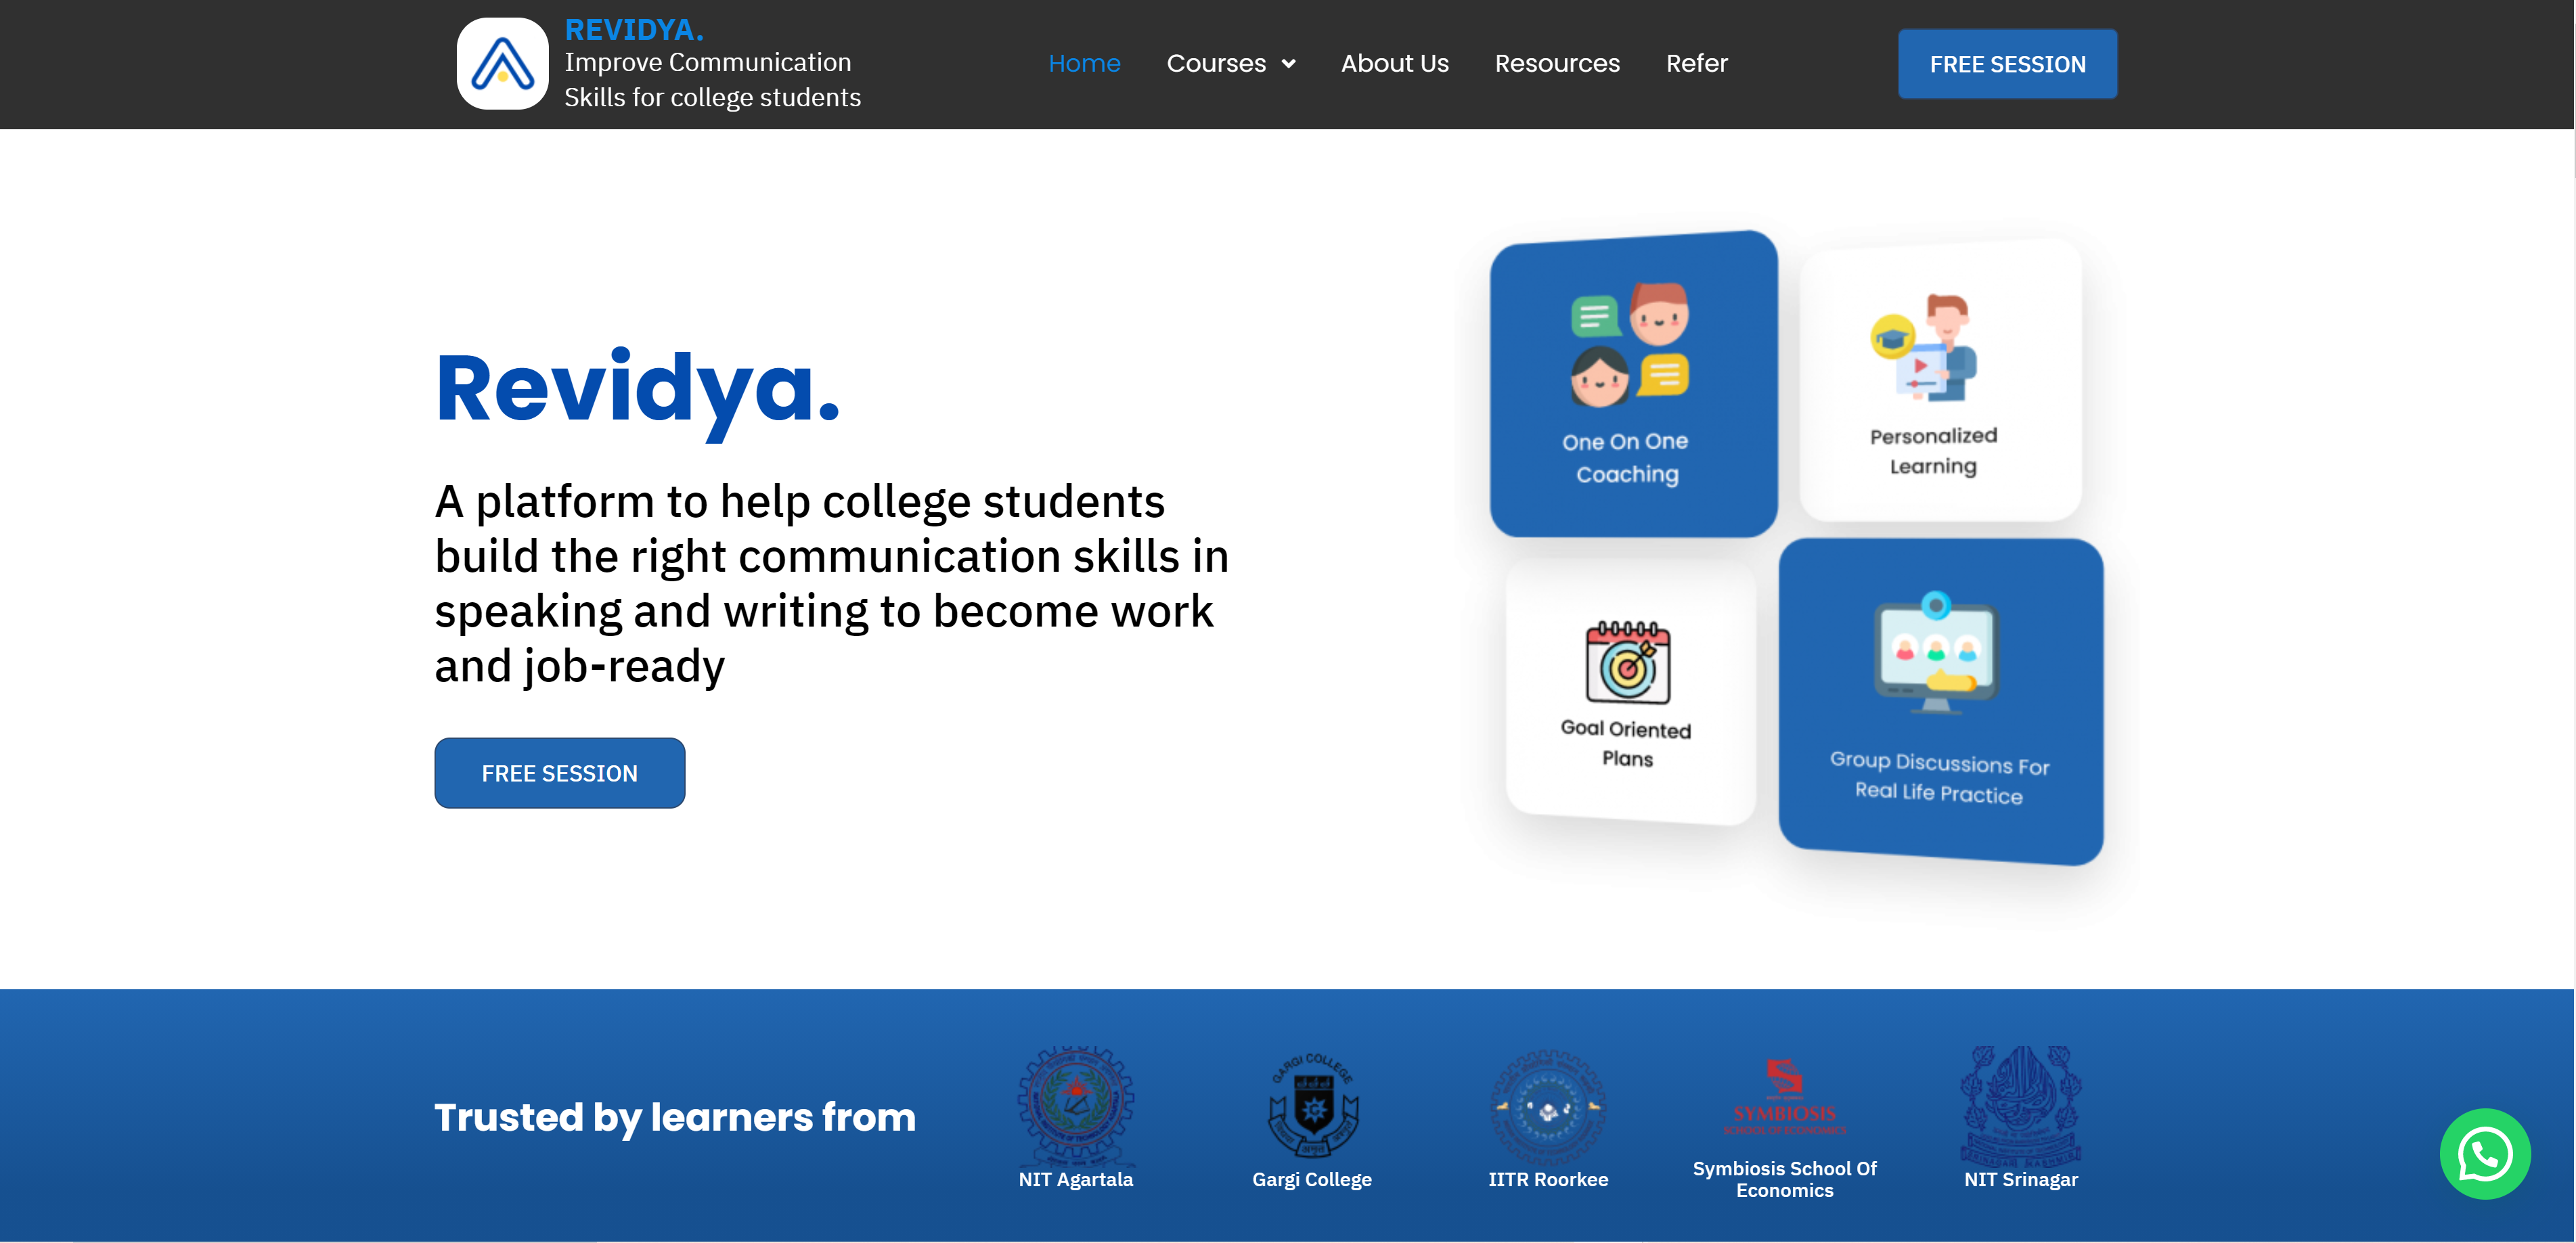 REVIDYA.
Improve Communication
Skills for college students
Home
Courses
About Us
Resources
Refer
FREE SESSION
Revidya.
A platform to help college students
build the right communication skills in
speaking and writing to become work
and job-ready
FREE SESSION
One On One
Coaching
Personalized
Learning
Goal Oriented
Plans
Group Discussions For
Real Life Practice
Trusted by learners from
NIT Agartala
GARGI COLLEGE
Gargi College
IITR Roorkee
SYMBIOSIS
SCHOOL OF ECONOMICS
Symbiosis School Of
Economics
NIT Srinagar